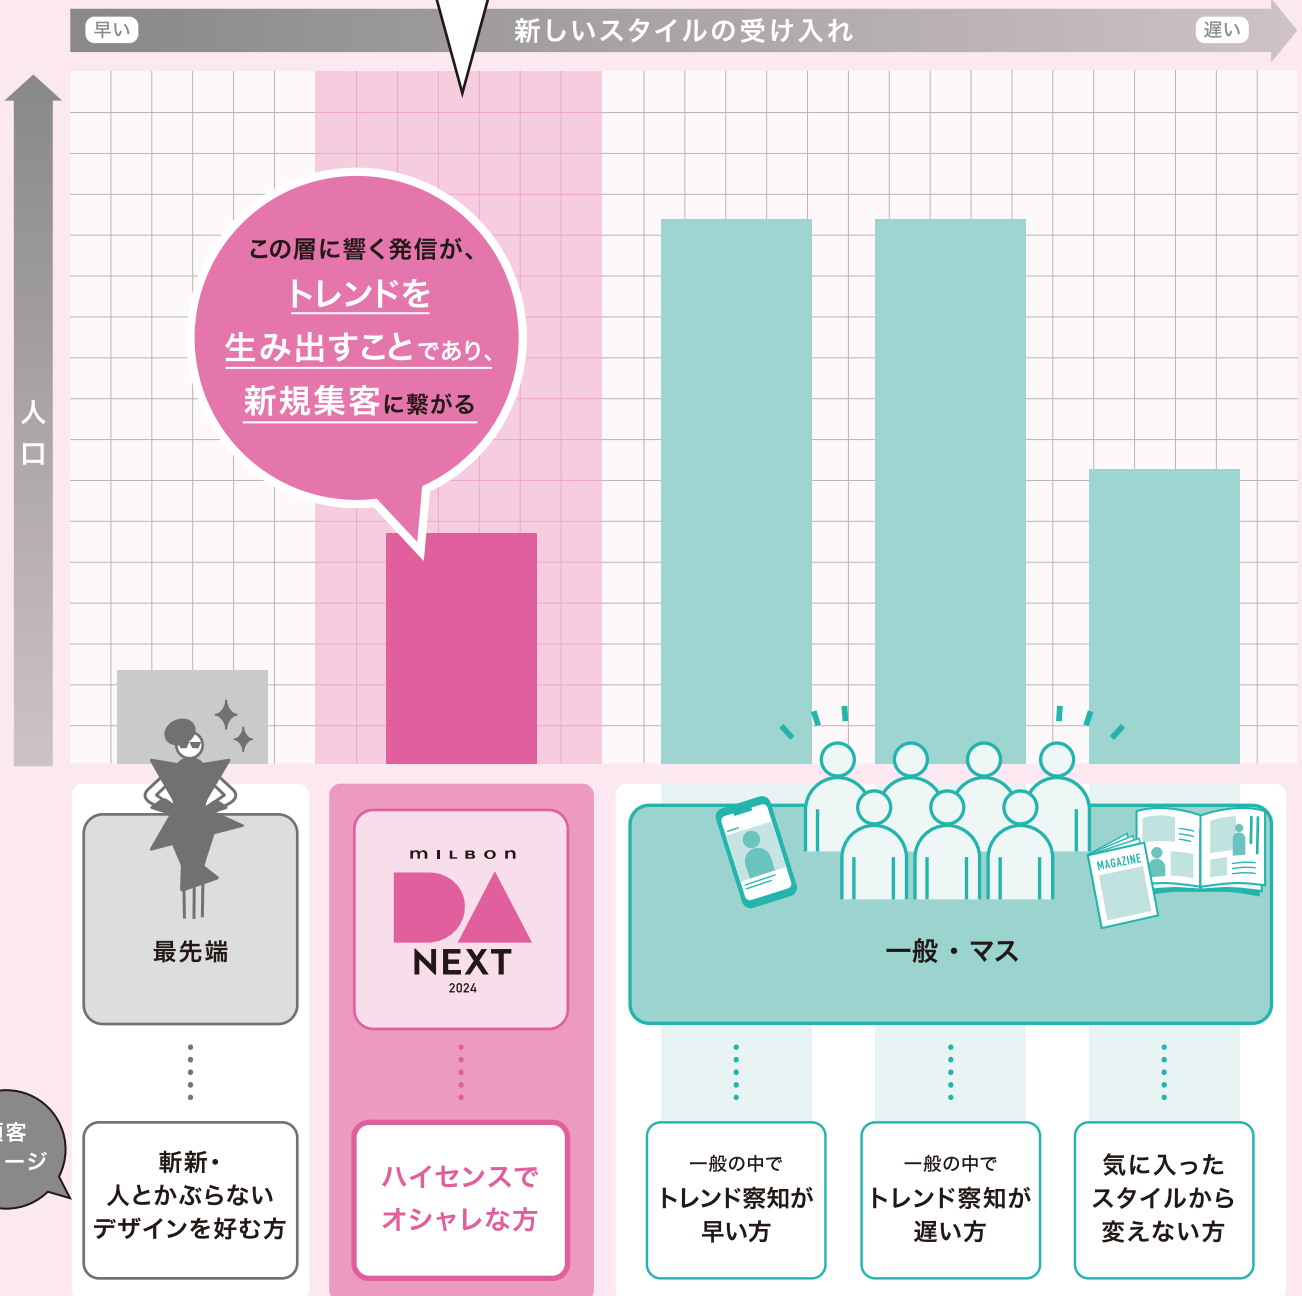 早い
新しいスタイルの受け入れ
遅い
人口
この層に響く発信が、
トレンドを
生み出すことであり、
新規集客に繋がる
MAGAZINE
milbon
DA
NEXT
2024
最先端
一般・マス
客
ージ
斬新・
人とかぶらない
デザインを好む方
ハイセンスで
オシャレな方
一般の中で
トレンド察知が
早い方
一般の中で
トレンド察知が
遅い方
気に入った
スタイルから
変えない方